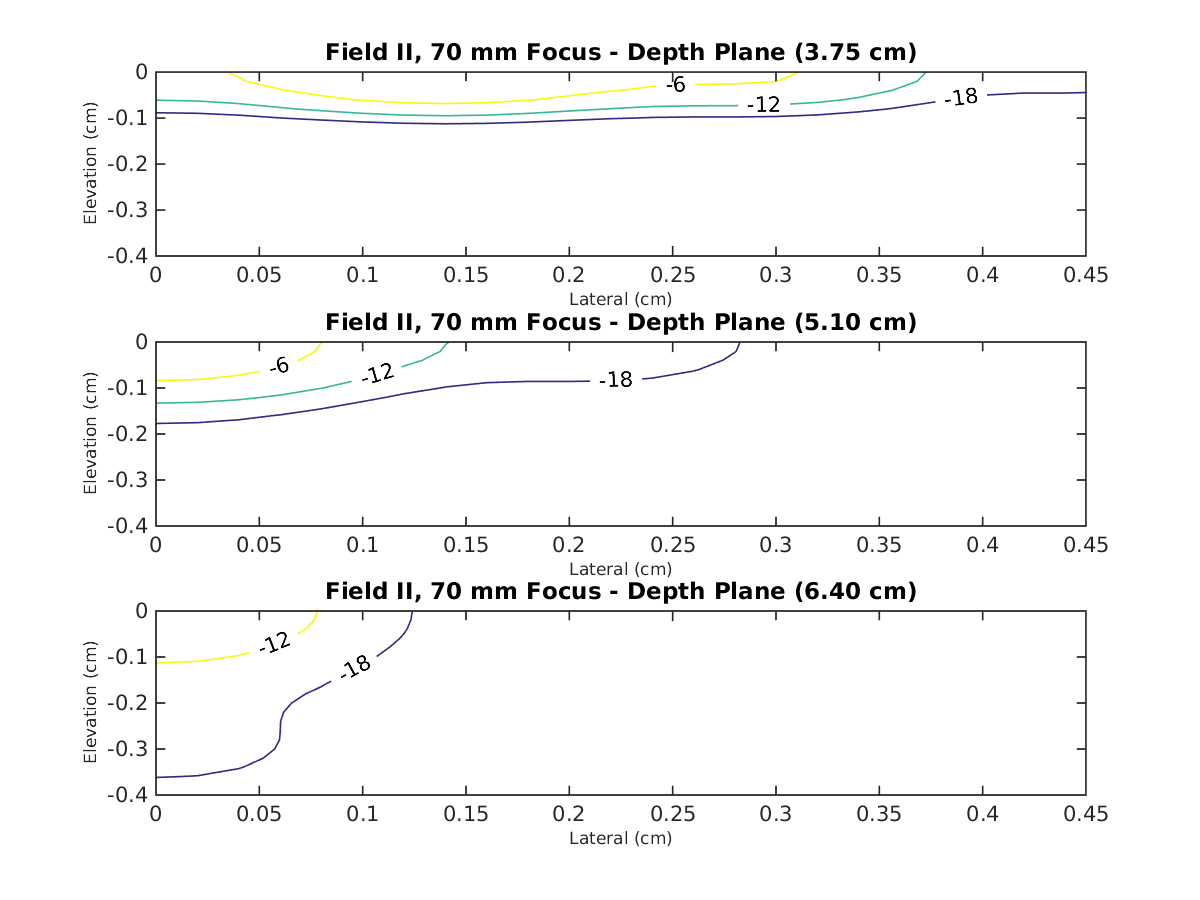 Field II, 70 mm Focus - Depth Plane (3.75 cm)
0
-0.1
-0.2
-0.3
-0.4
Elevation (cm)
-6
-12
-18
0 0.05 0.1 0.15 0.2 0.25 0.3 0.35 0.4 0.45
Lateral (cm)
Field II, 70 mm Focus - Depth Plane (5.10 cm)
0
-0.1
-0.2
-0.3
-0.4
Elevation (cm)
-6
-12
-18
0 0.05 0.1 0.15 0.2 0.25 0.3 0.35 0.4 0.45
Lateral (cm)
Field II, 70 mm Focus - Depth Plane (6.40 cm)
0
-0.1
-0.2
-0.3
-0.4
Elevation (cm)
-12
-18
0 0.05 0.1 0.15 0.2 0.25 0.3 0.35 0.4 0.45
Lateral (cm)